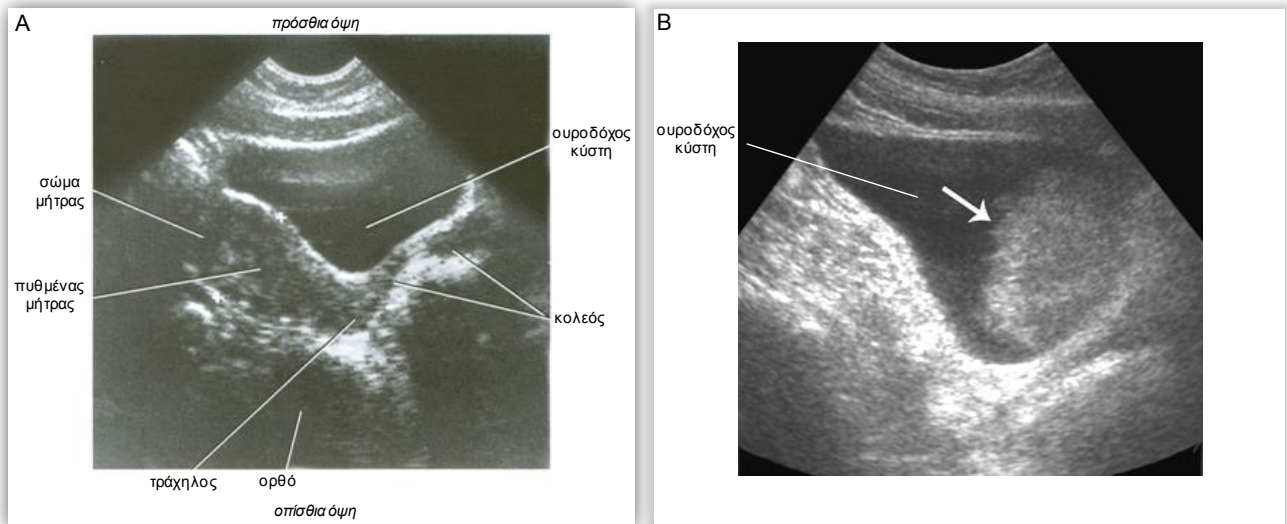 A
πρόσθια όψη
ουροδόχος
κύστη
σώμα
μήτρας
πυθμένας
μήτρας
κολεός
τράχηλος
ορθό
οπίσθια όψη
B
ουροδόχος
κύστη